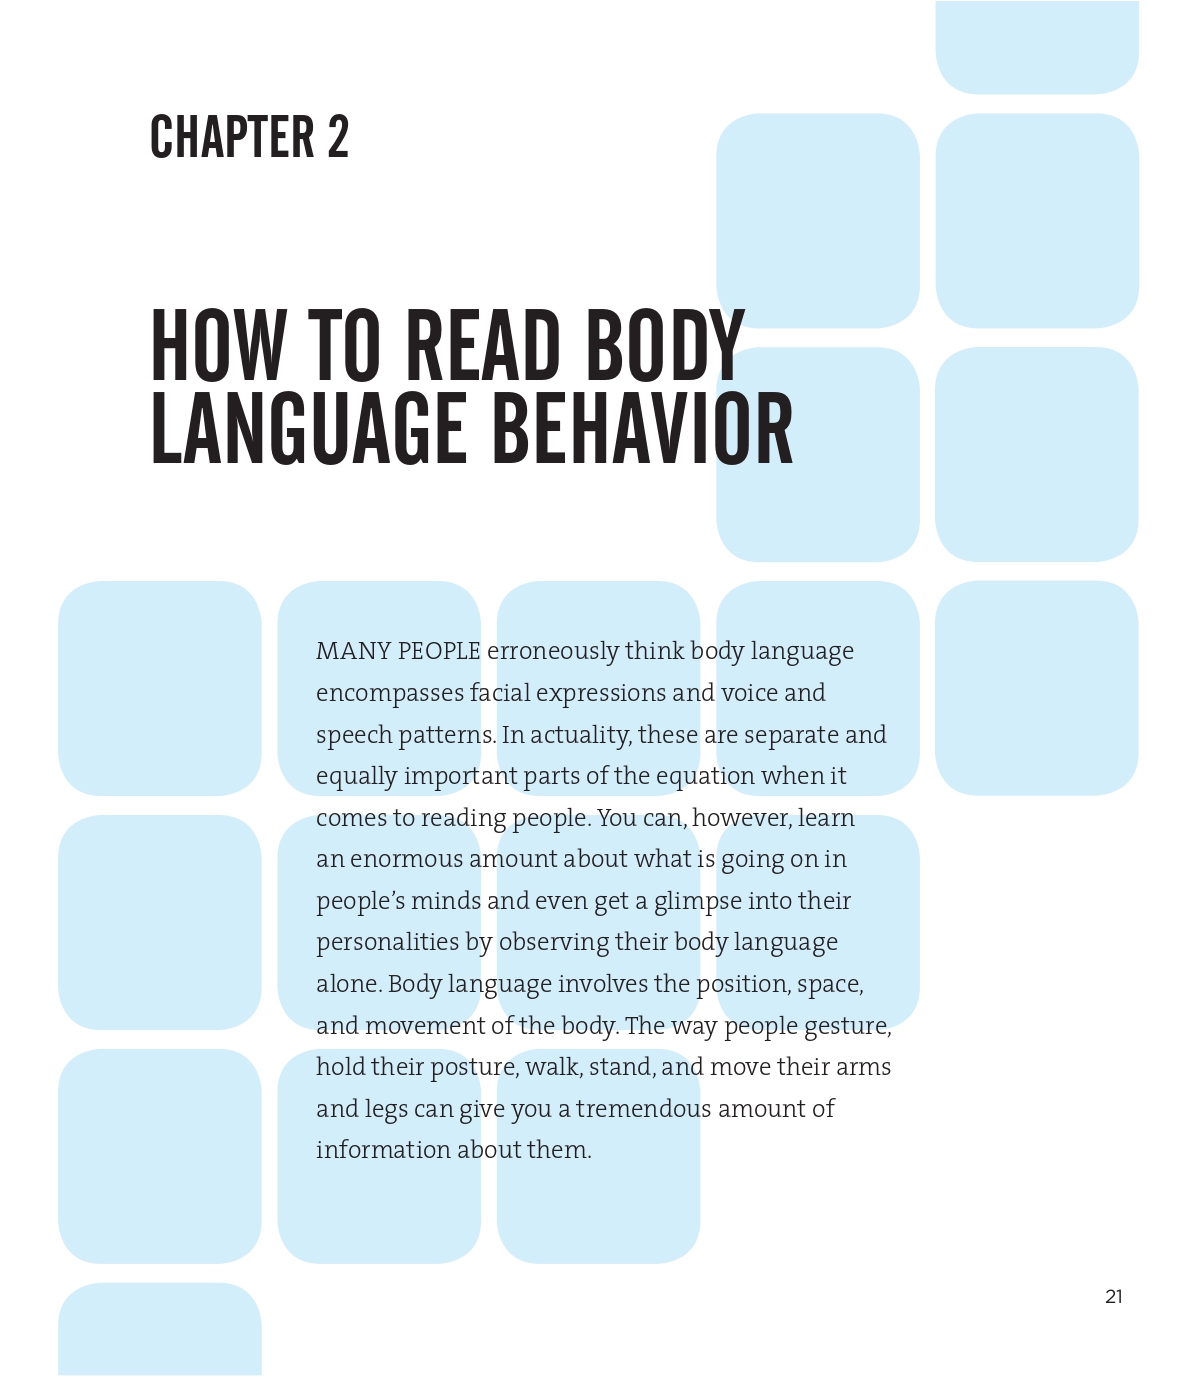 CHAPTER 2
HOW TO READ BODY
LANGUAGE BEHAVIOR
MANY PEOPLE erroneously think body language
encompasses facial expressions and voice and
speech patterns. In actuality, these are separate and
equally important parts of the equation when it
comes to reading people. You can, however, learn
an enormous amount about what is going on in
people’s minds and even get a glimpse into their
personalities by observing their body language
alone. Body language involves the position, space,
and movement of the body. The way people gesture,
hold their posture, walk, stand, and move their arms
and legs can give you a tremendous amount of
information about them.
21